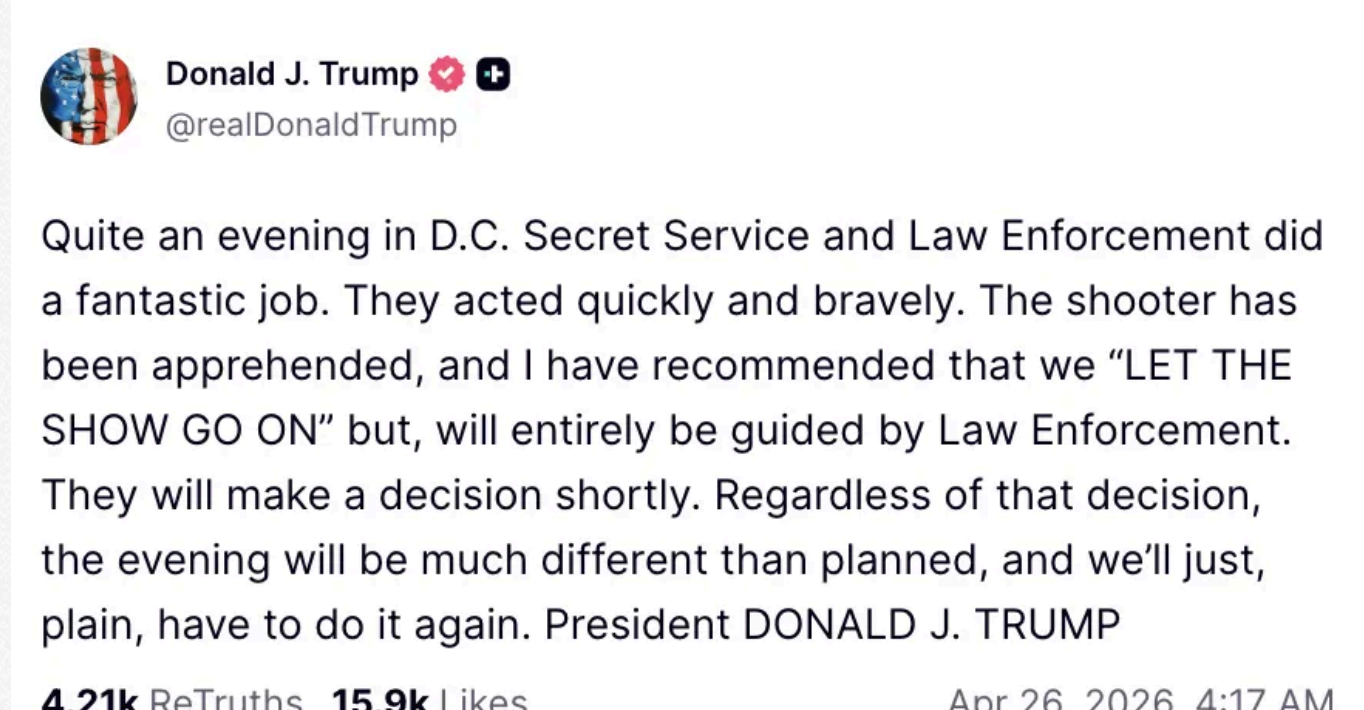 Donald J. Trump
@realDonaldTrump
Quite an evening in D.C. Secret Service and Law Enforcement did
a fantastic job. They acted quickly and bravely. The shooter has
been apprehended, and I have recommended that we “LET THE
SHOW GO ON” but, will entirely be guided by Law Enforcement.
They will make a decision shortly. Regardless of that decision,
the evening will be much different than planned, and we’ll just,
plain, have to do it again. President DONALD J. TRUMP
4.21k ReTruths 15.9k Likes Apr 26, 2026, 4:17 AM